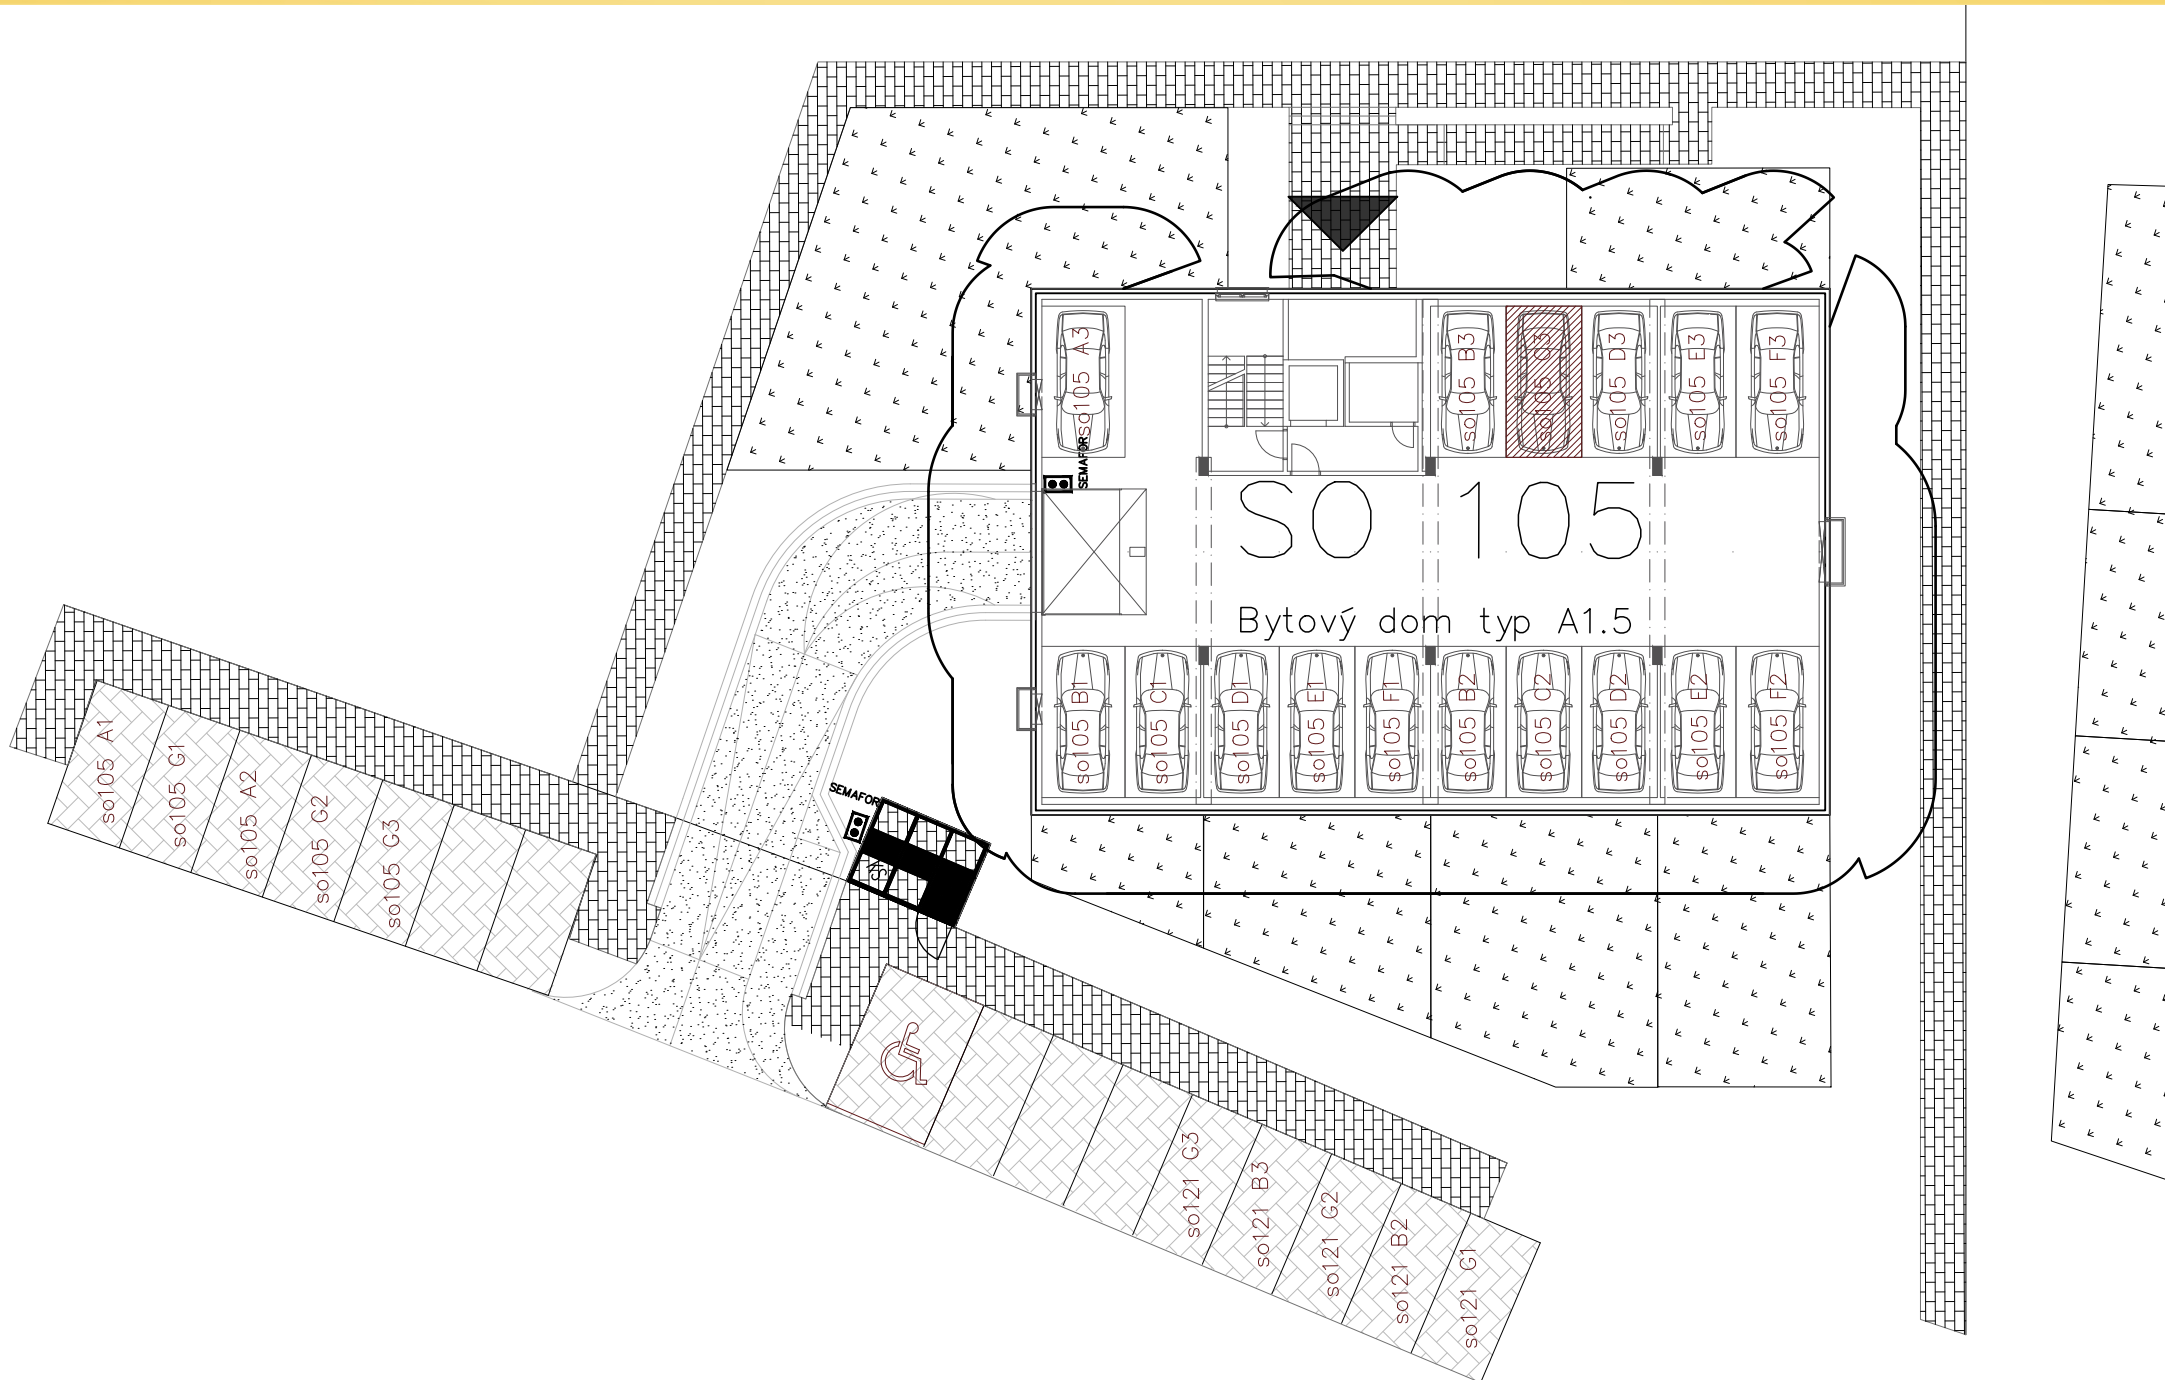 so105 A3
so105 B3
so105 C3
so105 D3
so105 E3
so105 F3
SEMAFOR
SO 105
Bytový dom typ A1.5
so105 B1
so105 C1
so105 D1
so105 E1
so105 F1
so105 B2
so105 C2
so105 D2
so105 E2
so105 F2
so105 A1
so105 G1
so105 A2
so105 G2
so105 G3
SEMAFOR
so121 G3
so121 B3
so121 G2
so121 B2
so121 G1